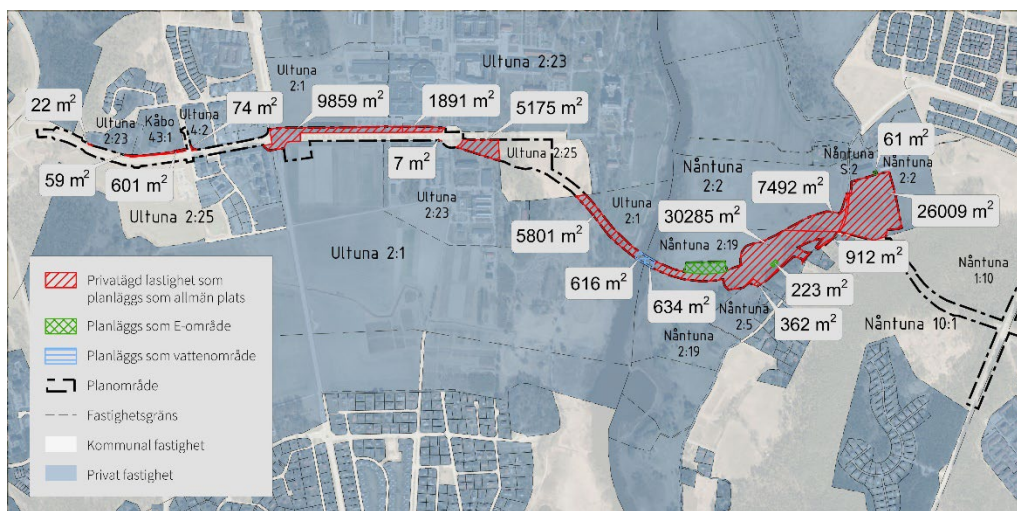 Ultuna 2:23
Ultuna
2:1
9859 m²
1891 m²
5175 m²
22 m²
Ultuna
2:23
Kåbo
43:1
Ultuna
4:2
74 m²
59 m²
601 m²
7 m²
Ultuna 2:25
Ultuna 2:25
Ultuna
2:23
Ultuna 2:1
5801 m²
Ultuna
2:1
616 m²
634 m²
Nåntuna
2:2
7492 m²
30285 m²
Nåntuna 2:19
Nåntuna
S:2
61 m²
Nåntuna
2:2
26009 m²
912 m²
223 m²
362 m²
Nåntuna
2:5
Nåntuna
2:19
Nåntuna
1:10
Nåntuna 10:1
Privatägd fastighet som
planläggs som allmän plats
Planläggs som E-område
Planläggs som vattenområde
Planområde
Fastighetsgräns
Kommunal fastighet
Privat fastighet